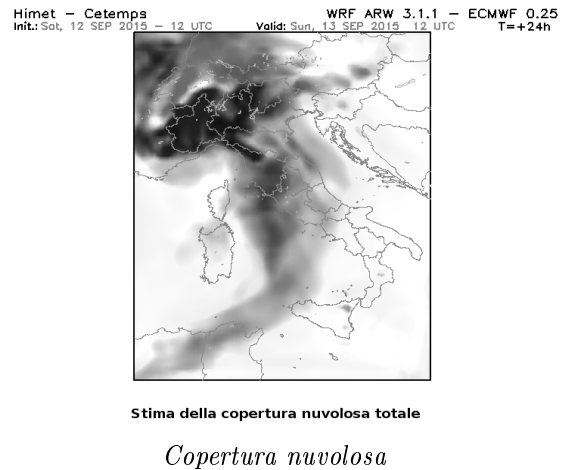 Himet – Cetemps WRF ARW 3.1.1 – ECMWF 0.25
Init.: Sat, 12 SEP 2015 – 12 UTC Valid: Sun, 13 SEP 2015 12 UTC T=+24h
Stima della copertura nuvolosa totale
Copertura nuvolosa